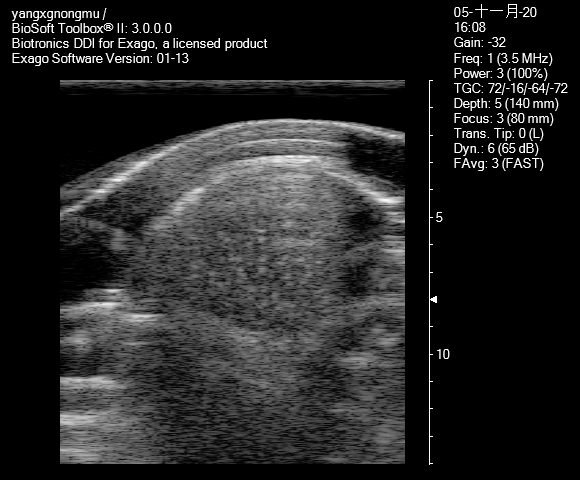 yangxgnongmu /
BioSoft Toolbox® II: 3.0.0.0
Biotronics DDI for Exago, a licensed product
Exago Software Version: 01-13
05-十一月-20
16:08
Gain: -32
Freq: 1 (3.5 MHz)
Power: 3 (100%)
TGC: 72/-16/-64/-72
Depth: 5 (140 mm)
Focus: 3 (80 mm)
Trans. Tip: 0 (L)
Dyn.: 6 (65 dB)
FAvg: 3 (FAST)
5
10